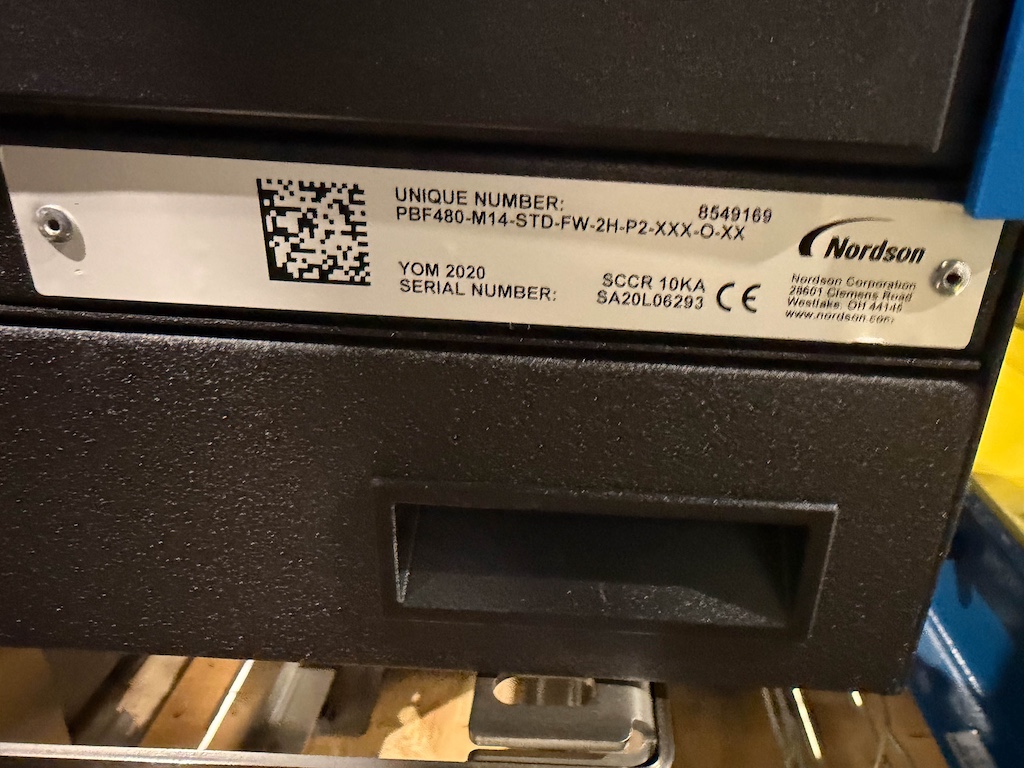 UNIQUE NUMBER: 8549169
PBF480-M14-STD-FW-2H-P2-XXX-O-XX
YOM 2020 SCCR 10KA
SERIAL NUMBER: SA20L06293
CE
Nordson
Nordson Corporation
28601 Clemens Road
Westlake, OH 44145
www.nordson.com